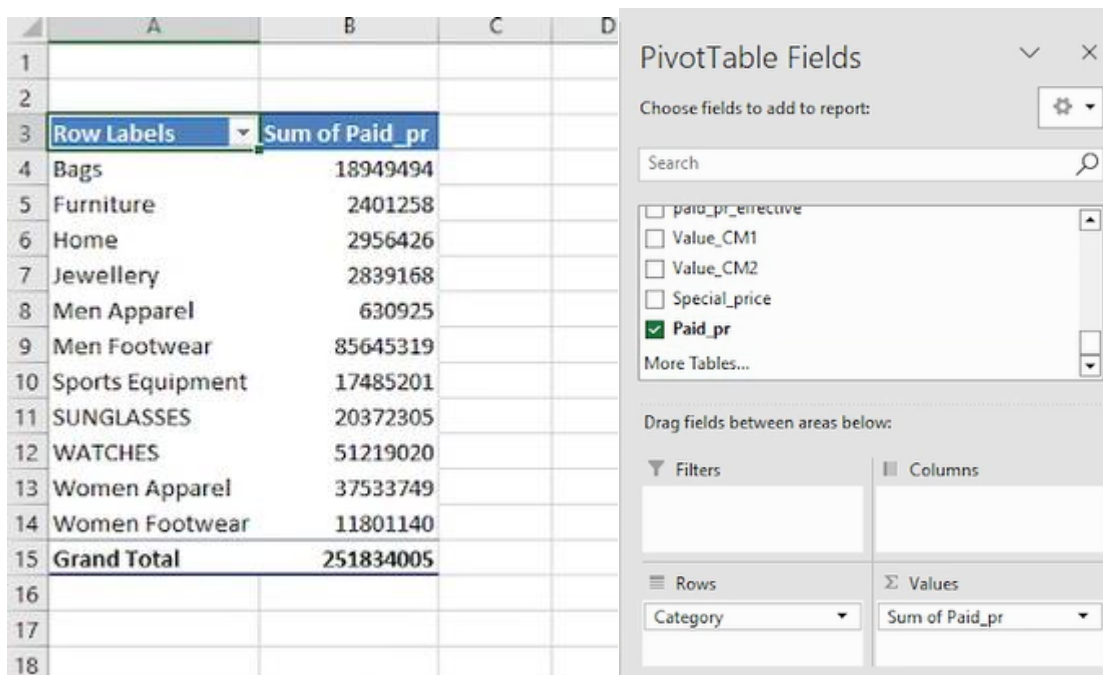 A B C D
1
2
3 Row Labels Sum of Paid_pr
4 Bags 18949494
5 Furniture 2401258
6 Home 2956426
7 Jewellery 2839168
8 Men Apparel 630925
9 Men Footwear 85645319
10 Sports Equipment 17485201
11 SUNGLASSES 20372305
12 WATCHES 51219020
13 Women Apparel 37533749
14 Women Footwear 11801140
15 Grand Total 251834005
16
17
18
PivotTable Fields
Choose fields to add to report:
Search
paid_pr_effective
Value_CM1
Value_CM2
Special_price
Paid_pr
More Tables...
Drag fields between areas below:
Filters Columns
Rows Σ Values
Category Sum of Paid_pr